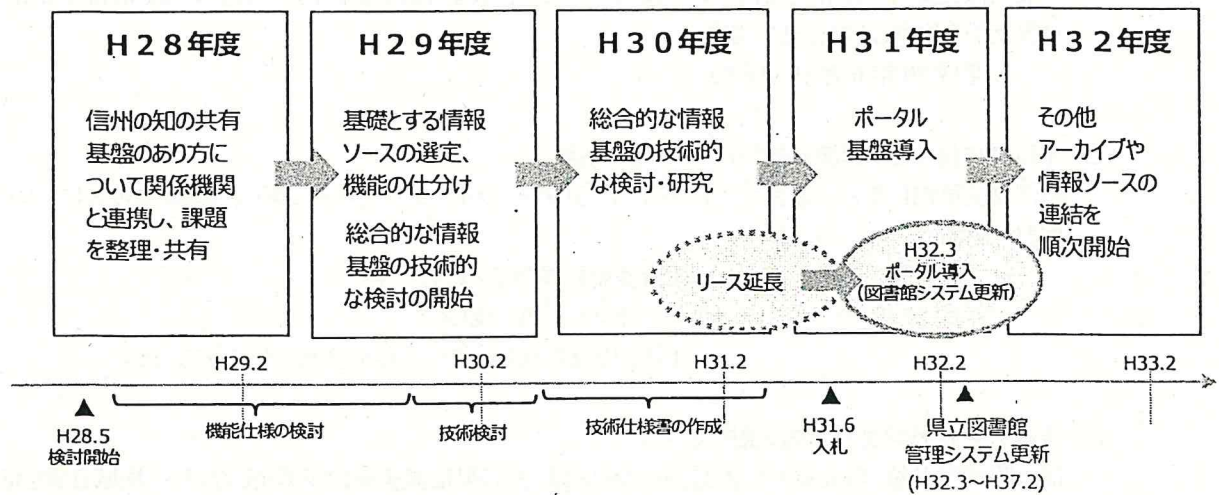 H28年度
信州の知の共有
基盤のあり方に
ついて関係機関
と連携し、課題
を整理・共有
H29年度
基礎とする情報
ソースの選定、
機能の仕分け
総合的な情報
基盤の技術的
な検討の開始
H30年度
総合的な情報
基盤の技術的
な検討・研究
リース延長
H31年度
ポータル
基盤導入
H32.3
ポータル導入
(図書館システム更新)
H32年度
その他
アーカイブや
情報ソースの
連結を
順次開始
H29.2
H30.2
H31.2
H32.2
H33.2
H28.5
検討開始
機能仕様の検討
技術検討
技術仕様書の作成
H31.6
入札
県立図書館
管理システム更新
(H32.3~H37.2)